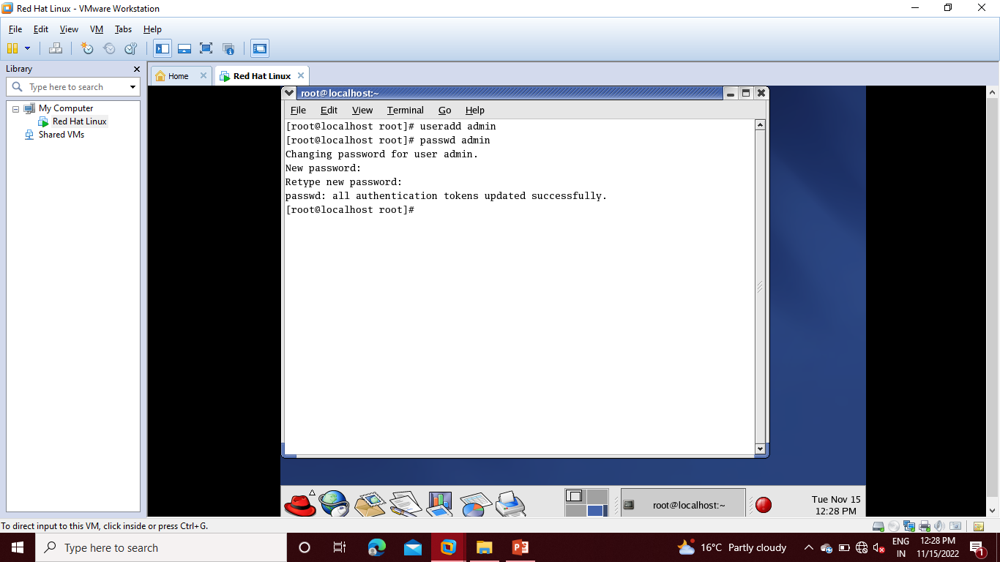 Red Hat Linux - VMware Workstation
File Edit View VM Tabs Help
Library
Home
Red Hat Linux
Type here to search
My Computer
Red Hat Linux
Shared VMs
root@localhost:~
File Edit View Terminal Go Help
[root@localhost root]# useradd admin
[root@localhost root]# passwd admin
Changing password for user admin.
New password:
Retype new password:
passwd: all authentication tokens updated successfully.
[root@localhost root]#
root@localhost:~
Tue Nov 15
12:28 PM
To direct input to this VM, click inside or press Ctrl+G.
Type here to search
16°C Partly cloudy
ENG
IN
12:28 PM
11/15/2022
1